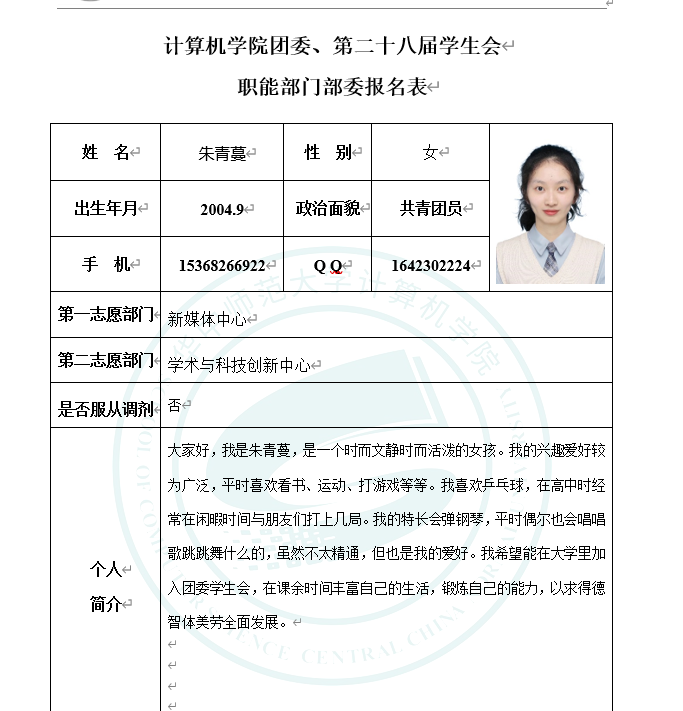 计算机学院团委、第二十八届学生会
职能部门部委报名表
姓 名 朱青蔓 性 别 女
出生年月 2004.9 政治面貌 共青团员
手 机 15368266922 Q Q 1642302224
第一志愿部门 新媒体中心
第二志愿部门 学术与科技创新中心
是否服从调剂 否
个人
简介
大家好，我是朱青蔓，是一个时而文静时而活泼的女孩。我的兴趣爱好较
为广泛，平时喜欢看书、运动、打游戏等等。我喜欢乒乓球，在高中时经
常在闲暇时间与朋友们打上几局。我的特长会弹钢琴，平时偶尔也会唱唱
歌跳跳舞什么的，虽然不太精通，但也是我的爱好。我希望能在大学里加
入团委学生会，在课余时间丰富自己的生活，锻炼自己的能力，以求得德
智体美劳全面发展。
华中师范大学计算机学院